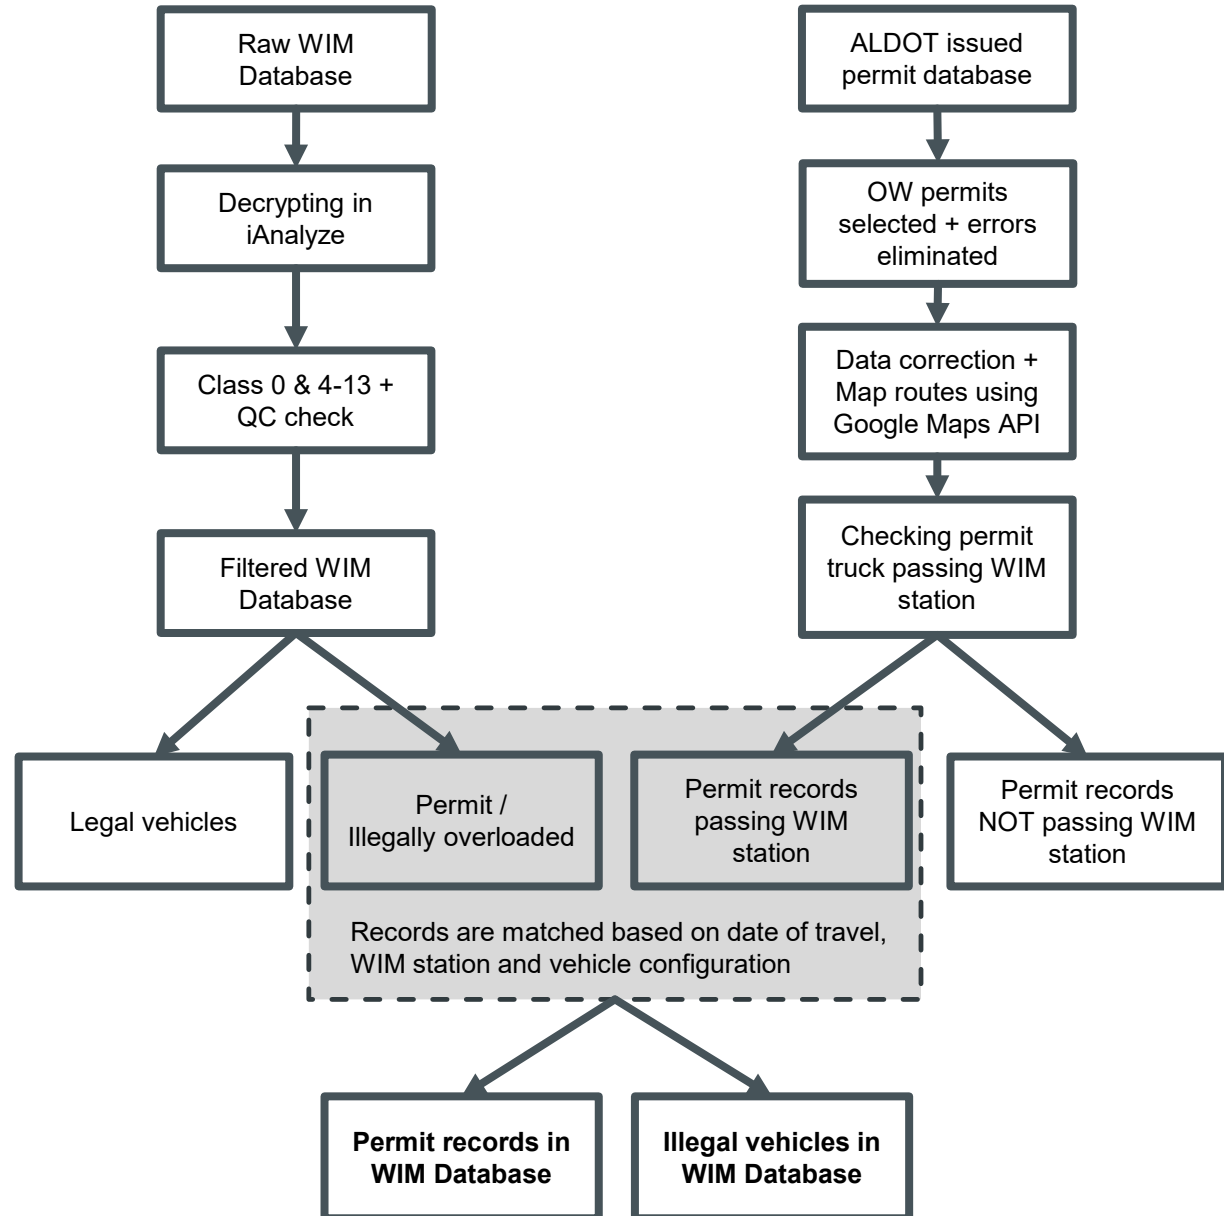 Raw WIM
Database
Decrypting in
iAnalyze
Class 0 & 4-13 +
QC check
Filtered WIM
Database
ALDOT issued
permit database
OW permits
selected + errors
eliminated
Data correction +
Map routes using
Google Maps API
Checking permit
truck passing WIM
station
Legal vehicles
Permit /
Illegally overloaded
Permit records
passing WIM
station
Permit records
NOT passing WIM
station
Records are matched based on date of travel,
WIM station and vehicle configuration
Permit records in
WIM Database
Illegal vehicles in
WIM Database